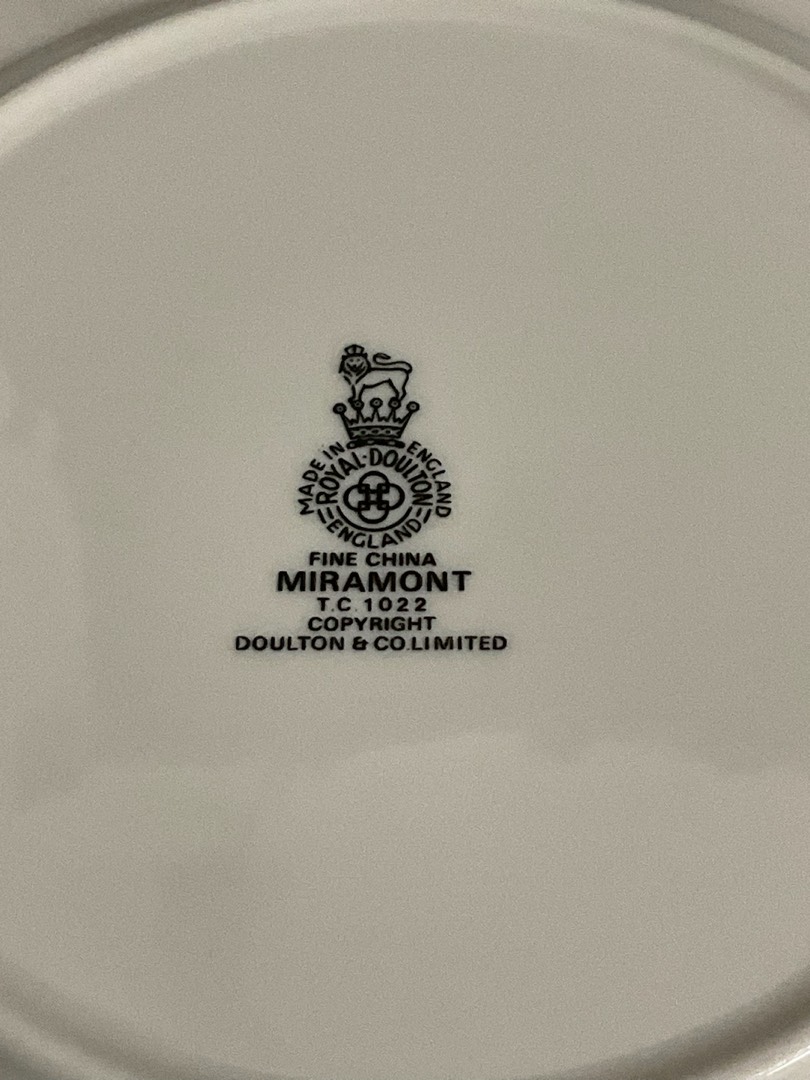 MADE IN ENGLAND
ROYAL·DOULTON
ENGLAND
FINE CHINA
MIRAMONT
T.C. 1022
COPYRIGHT
DOULTON & CO.LIMITED